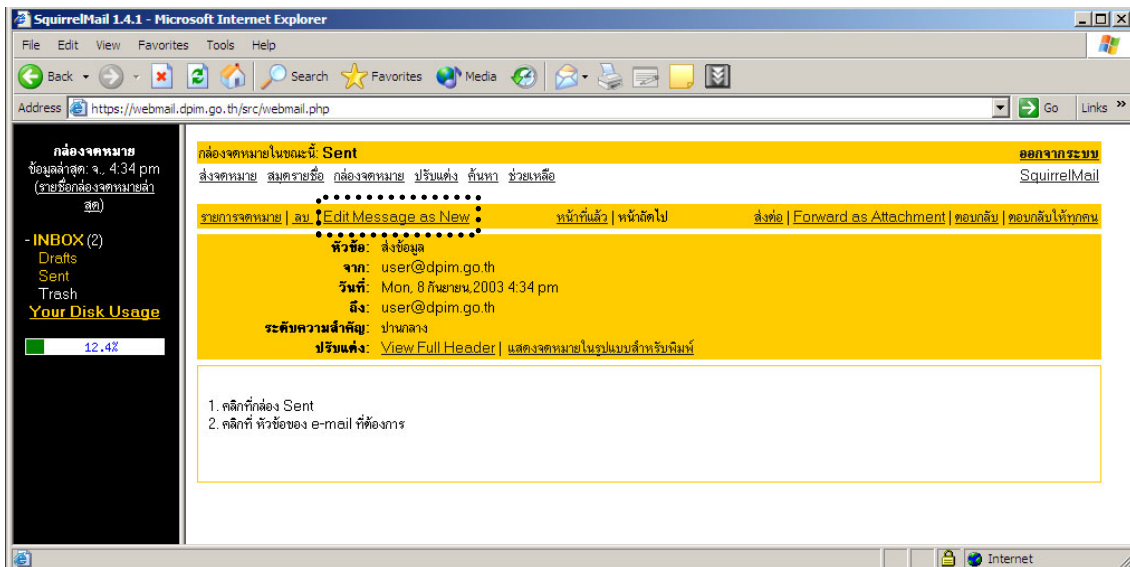 SquirrelMail 1.4.1 - Microsoft Internet Explorer
File Edit View Favorites Tools Help
Back Search Favorites Media
Address https://webmail.dpim.go.th/src/webmail.php Go Links »
กล่องจดหมาย
ข้อมูลล่าสุด: จ., 4:34 pm
(รายชื่อกล่องจดหมายล่า
สุด)
- INBOX (2)
Drafts
Sent
Trash
Your Disk Usage
12.4%
กล่องจดหมายในขณะนี้: Sent ออกจากระบบ
ส่งจดหมาย สมุดรายชื่อ กล่องจดหมาย ปรับแต่ง ค้นหา ช่วยเหลือ SquirrelMail
รายการจดหมาย | ลบ | Edit Message as New หน้าที่แล้ว | หน้าถัดไป ส่งต่อ | Forward as Attachment | ตอบกลับ | ตอบกลับให้ทุกคน
หัวข้อ: ส่งข้อมูล
จาก: user@dpim.go.th
วันที่: Mon, 8 กันยายน,2003 4:34 pm
ถึง: user@dpim.go.th
ระดับความสำคัญ: ปานกลาง
ปรับแต่ง: View Full Header | แสดงจดหมายในรูปแบบสำหรับพิมพ์
1. คลิกที่กล่อง Sent
2. คลิกที่ หัวข้อของ e-mail ที่ต้องการ
Internet